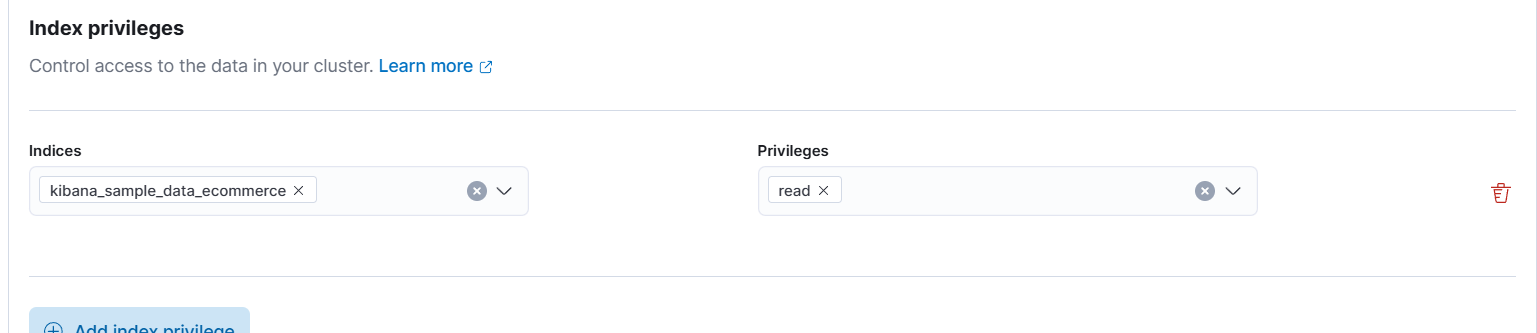 Index privileges
Control access to the data in your cluster. Learn more
Indices
Privileges
kibana_sample_data_ecommerce
read
Add index privilege